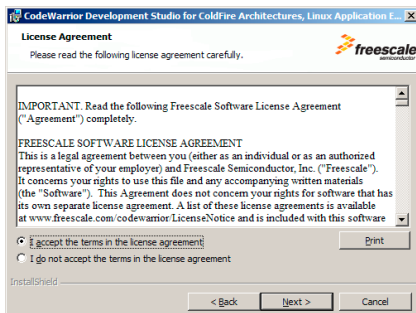 CodeWarrior Development Studio for ColdFire Architectures, Linux Application E...
License Agreement
Please read the following license agreement carefully.
freescale
semiconductor
IMPORTANT. Read the following Freescale Software License Agreement
("Agreement") completely.
FREESCALE SOFTWARE LICENSE AGREEMENT
This is a legal agreement between you (either as an individual or as an authorized
representative of your employer) and Freescale Semiconductor, Inc. ("Freescale").
It concerns your rights to use this file and any accompanying written materials
(the "Software"). This Agreement does not concern your rights for software that has
its own separate license agreement. A list of these license agreements is available
at www.freescale.com/codewarrior/LicenseNotice and is included with this software
I accept the terms in the license agreement
Print
I do not accept the terms in the license agreement
InstallShield
< Back
Next >
Cancel